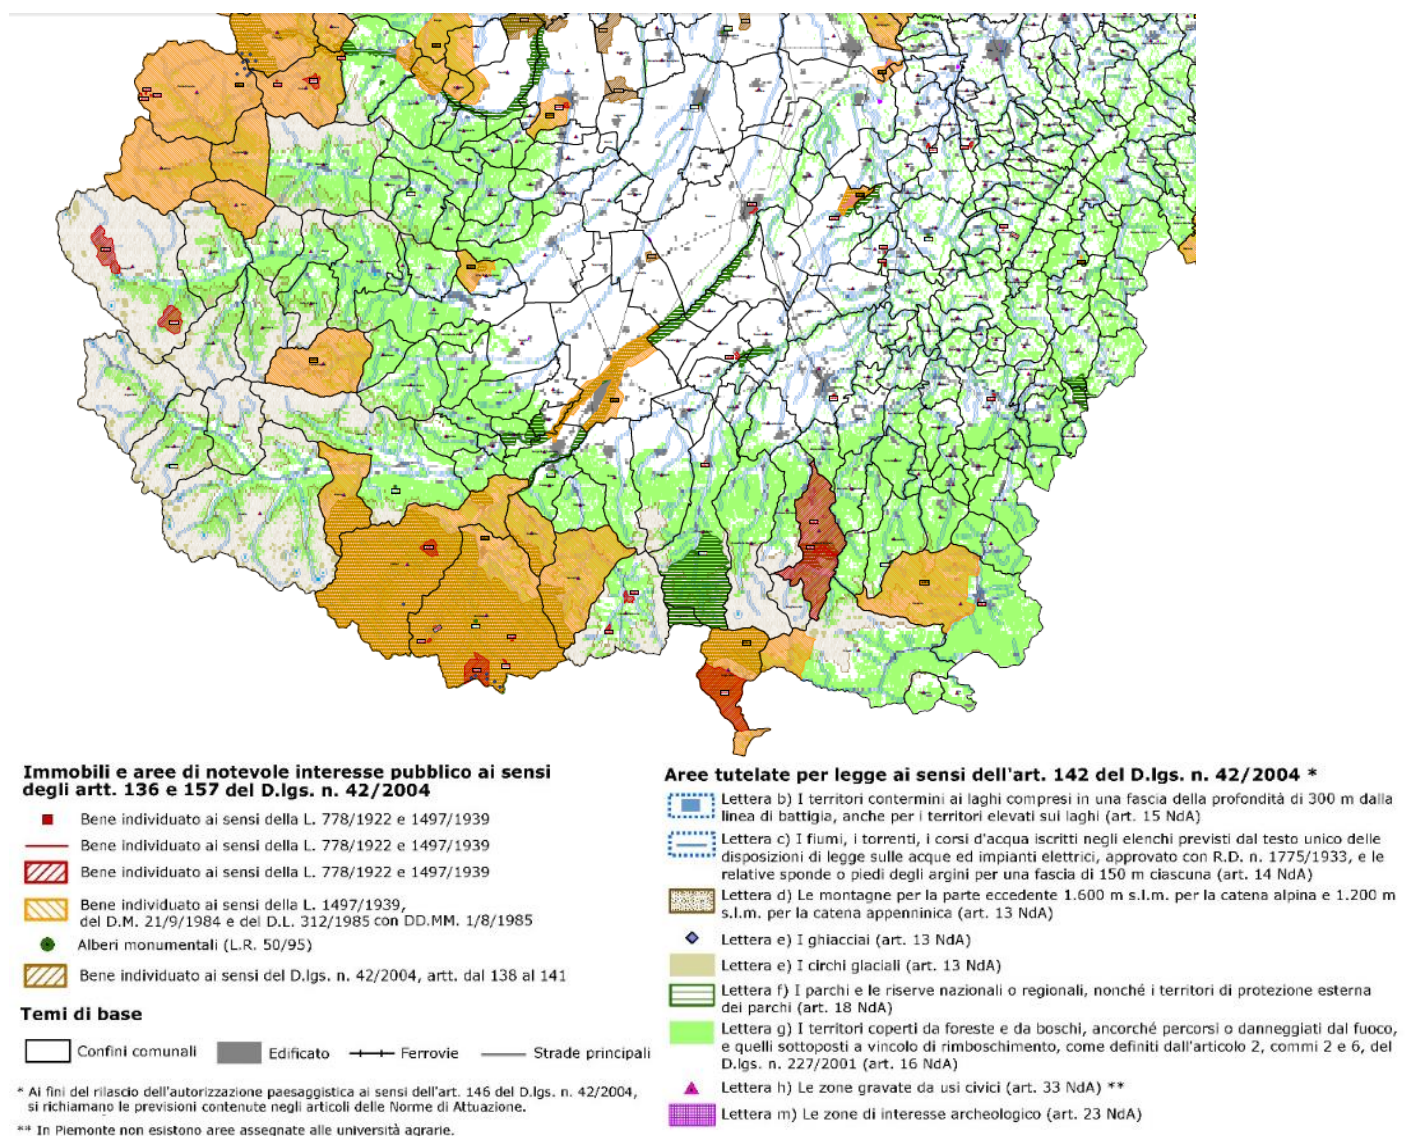 Immobili e aree di notevole interesse pubblico ai sensi
degli artt. 136 e 157 del D.lgs. n. 42/2004
Bene individuato ai sensi della L. 778/1922 e 1497/1939
Bene individuato ai sensi della L. 778/1922 e 1497/1939
Bene individuato ai sensi della L. 778/1922 e 1497/1939
Bene individuato ai sensi della L. 1497/1939,
del D.M. 21/9/1984 e del D.L. 312/1985 con DD.MM. 1/8/1985
Alberi monumentali (L.R. 50/95)
Bene individuato ai sensi del D.lgs. n. 42/2004, artt. dal 138 al 141
Temi di base
Confini comunali
Edificato
Ferrovie
Strade principali
* Ai fini del rilascio dell'autorizzazione paesaggistica ai sensi dell'art. 146 del D.lgs. n. 42/2004,
si richiamano le previsioni contenute negli articoli delle Norme di Attuazione.
** In Piemonte non esistono aree assegnate alle università agrarie.
Aree tutelate per legge ai sensi dell'art. 142 del D.lgs. n. 42/2004 *
Lettera b) I territori contermini ai laghi compresi in una fascia della profondità di 300 m dalla
linea di battigia, anche per i territori elevati sui laghi (art. 15 NdA)
Lettera c) I fiumi, i torrenti, i corsi d'acqua iscritti negli elenchi previsti dal testo unico delle
disposizioni di legge sulle acque ed impianti elettrici, approvato con R.D. n. 1775/1933, e le
relative sponde o piedi degli argini per una fascia di 150 m ciascuna (art. 14 NdA)
Lettera d) Le montagne per la parte eccedente 1.600 m s.l.m. per la catena alpina e 1.200 m
s.l.m. per la catena appenninica (art. 13 NdA)
Lettera e) I ghiacciai (art. 13 NdA)
Lettera e) I circhi glaciali (art. 13 NdA)
Lettera f) I parchi e le riserve nazionali o regionali, nonché i territori di protezione esterna
dei parchi (art. 18 NdA)
Lettera g) I territori coperti da foreste e da boschi, ancorché percorsi o danneggiati dal fuoco,
e quelli sottoposti a vincolo di rimboschimento, come definiti dall'articolo 2, commi 2 e 6, del
D.lgs. n. 227/2001 (art. 16 NdA)
Lettera h) Le zone gravate da usi civici (art. 33 NdA) **
Lettera m) Le zone di interesse archeologico (art. 23 NdA)